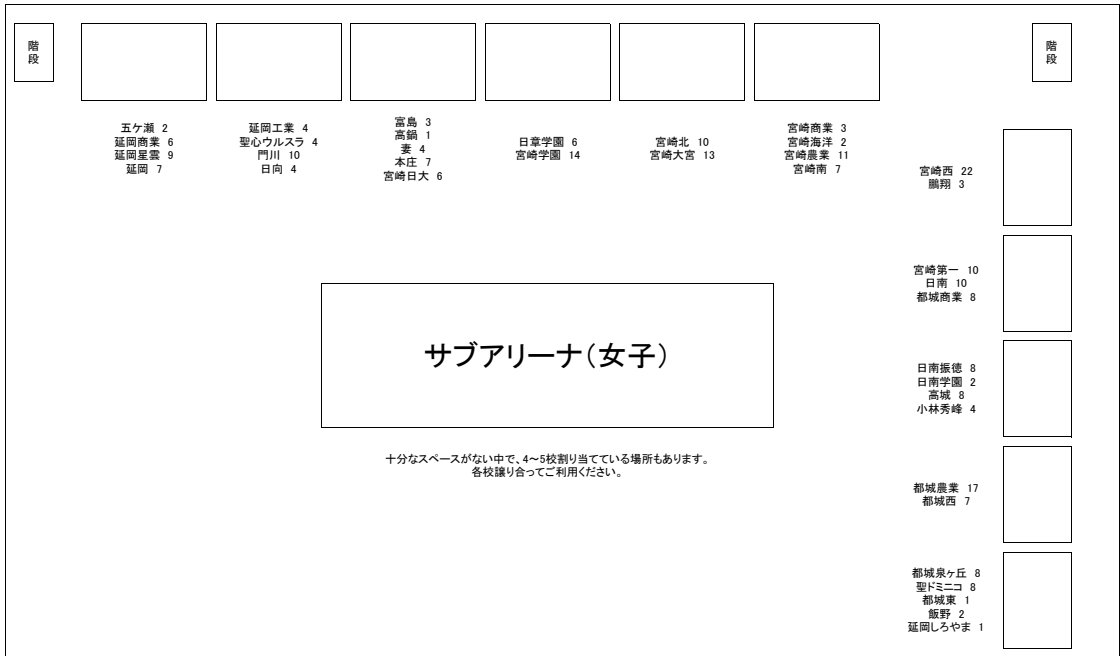 階
段
階
段
五ケ瀬 2
延岡商業 6
延岡星雲 9
延岡 7
延岡工業 4
聖心ウルスラ 4
門川 10
日向 4
富島 3
高鍋 1
妻 4
本庄 7
宮崎日大 6
日章学園 6
宮崎学園 14
宮崎北 10
宮崎大宮 13
宮崎商業 3
宮崎海洋 2
宮崎農業 11
宮崎南 7
宮崎西 22
鵬翔 3
宮崎第一 10
日南 10
都城商業 8
日南振徳 8
日南学園 2
高城 8
小林秀峰 4
都城農業 17
都城西 7
都城泉ヶ丘 8
聖ドミニコ 8
都城東 1
飯野 2
延岡しろやま 1
サブアリーナ(女子)
十分なスペースがない中で、4~5校割り当てている場所もあります。
各校譲り合ってご利用ください。